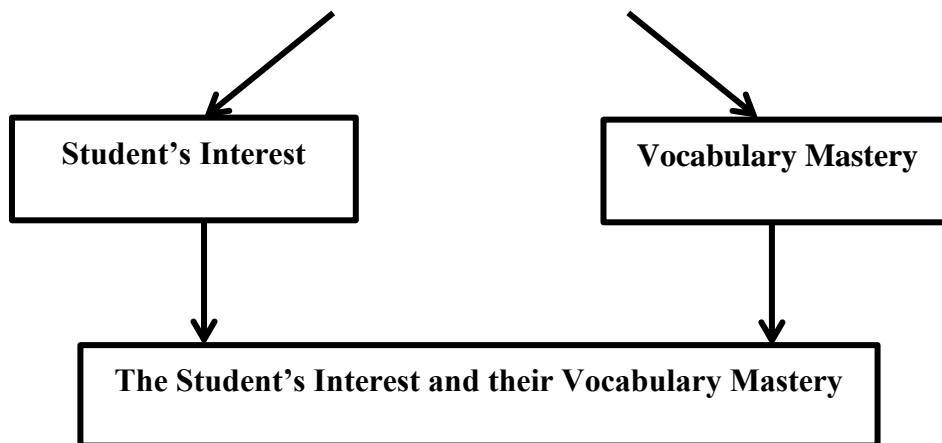 Student’s Interest
Vocabulary Mastery
The Student’s Interest and their Vocabulary Mastery